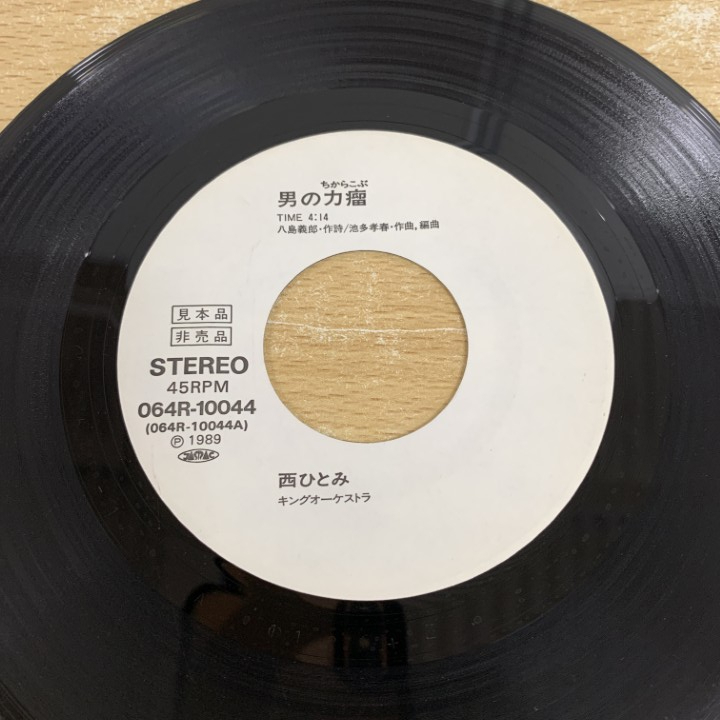 ちからこぶ
男の力瘤
TIME 4:14
八島義郎・作詩/池多孝春・作曲,編曲
見本品
非売品
STEREO
45RPM
064R-10044
(064R-10044A)
Ⓟ 1989
JASRAC
西ひとみ
キングオーケストラ